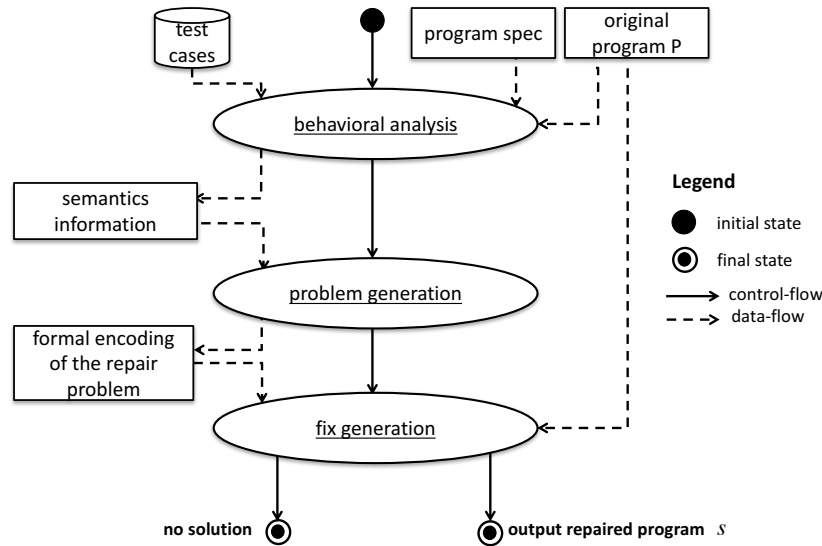 test
cases
program spec
original
program P
behavioral analysis
semantics
information
Legend
initial state
final state
problem generation
control-flow
data-flow
formal encoding
of the repair
problem
fix generation
no solution
output repaired program s